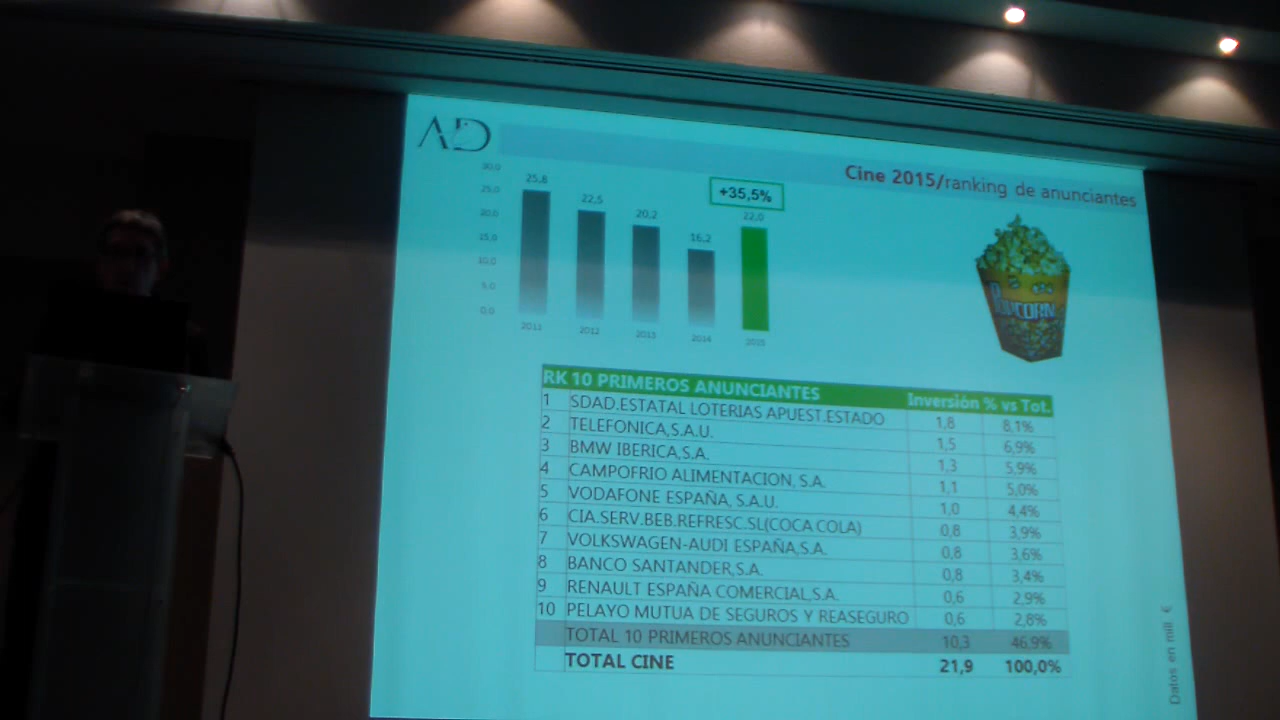 AD
Cine 2015/ranking de anunciantes
30,0
25,0
20,0
15,0
10,0
5,0
0,0
25,8
22,5
20,2
16,2
22,0
+35,5%
2011
2012
2013
2014
2015
POPCORN
RK 10 PRIMEROS ANUNCIANTES Inversión % vs Tot.
1 SDAD.ESTATAL LOTERIAS APUEST.ESTADO 1,8 8,1%
2 TELEFONICA,S.A.U. 1,5 6,9%
3 BMW IBERICA,S.A. 1,3 5,9%
4 CAMPOFRIO ALIMENTACION, S.A. 1,1 5,0%
5 VODAFONE ESPAÑA, S.A.U. 1,0 4,4%
6 CIA.SERV.BEB.REFRESC.SL(COCA COLA) 0,8 3,9%
7 VOLKSWAGEN-AUDI ESPAÑA,S.A. 0,8 3,6%
8 BANCO SANTANDER,S.A. 0,8 3,4%
9 RENAULT ESPAÑA COMERCIAL,S.A. 0,6 2,9%
10 PELAYO MUTUA DE SEGUROS Y REASEGURO 0,6 2,8%
TOTAL 10 PRIMEROS ANUNCIANTES 10,3 46,9%
TOTAL CINE 21,9 100,0%
Datos en mill. €